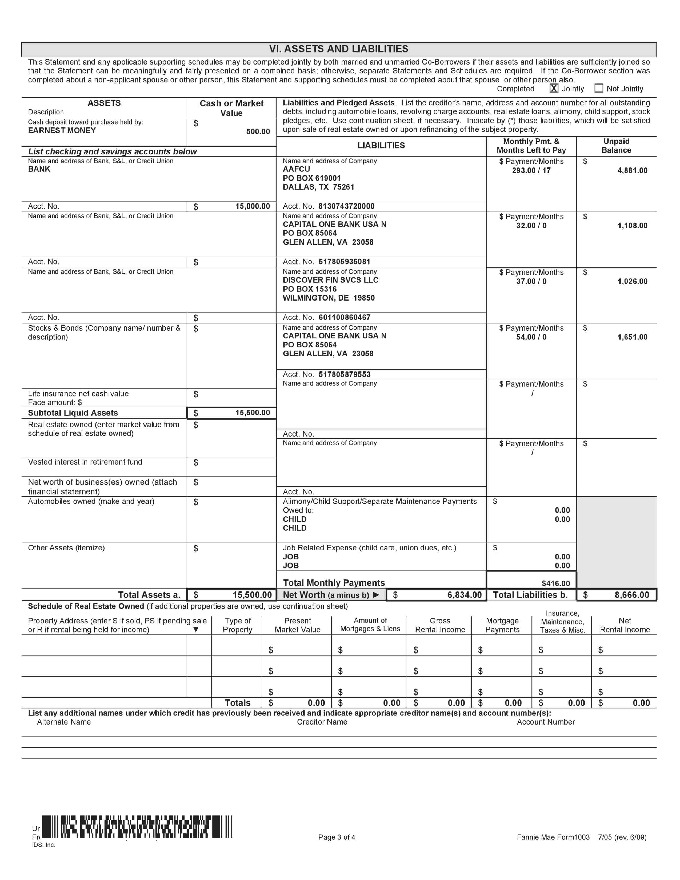 VI. ASSETS AND LIABILITIES
This Statement and any applicable supporting schedules may be completed jointly by both married and unmarried Co-Borrowers if their assets and liabilities are sufficiently joined so
that the Statement can be meaningfully and fairly presented on a combined basis; otherwise, separate Statements and Schedules are required. If the Co-Borrower section was
completed about a non-applicant spouse or other person, this Statement and supporting schedules must be completed about that spouse or other person also.
Completed X Jointly Not Jointly
ASSETS
Description
Cash deposit toward purchase held by:
EARNEST MONEY
Cash or Market
Value
$
500.00
Liabilities and Pledged Assets. List the creditor's name, address and account number for all outstanding
debts, including automobile loans, revolving charge accounts, real estate loans, alimony, child support, stock
pledges, etc. Use continuation sheet, if necessary. Indicate by (*) those liabilities, which will be satisfied
upon sale of real estate owned or upon refinancing of the subject property.
LIABILITIES
Monthly Pmt. &
Months Left to Pay
Unpaid
Balance
List checking and savings accounts below
Name and address of Bank, S&L, or Credit Union
BANK
Name and address of Company
AAFCU
PO BOX 619001
DALLAS, TX 75261
$ Payment/Months
293.00 / 17
$
4,881.00
Acct. No. $ 15,000.00
Acct. No. 8130743720000
Name and address of Bank, S&L, or Credit Union
Name and address of Company
CAPITAL ONE BANK USA N
PO BOX 85064
GLEN ALLEN, VA 23058
$ Payment/Months
32.00 / 0
$
1,108.00
Acct. No. $
Acct. No. 517805935081
Name and address of Bank, S&L, or Credit Union
Name and address of Company
DISCOVER FIN SVCS LLC
PO BOX 15316
WILMINGTON, DE 19850
$ Payment/Months
37.00 / 0
$
1,026.00
Acct. No. $
Acct. No. 601100860467
Stocks & Bonds (Company name/ number &
description)
$
Name and address of Company
CAPITAL ONE BANK USA N
PO BOX 85064
GLEN ALLEN, VA 23058
$ Payment/Months
54.00 / 0
$
1,651.00
Acct. No. 517805879553
Life insurance net cash value
Face amount: $
$
Name and address of Company
$ Payment/Months
/
$
Subtotal Liquid Assets $ 15,500.00
Real estate owned (enter market value from
schedule of real estate owned)
$
Acct. No.
Name and address of Company
$ Payment/Months
/
$
Vested interest in retirement fund $
Net worth of business(es) owned (attach
financial statement)
$
Acct. No.
Automobiles owned (make and year)
$
Alimony/Child Support/Separate Maintenance Payments
Owed to:
CHILD
CHILD
$
0.00
0.00
Other Assets (itemize)
$
Job Related Expense (child care, union dues, etc.)
JOB
JOB
$
0.00
0.00
Total Monthly Payments $416.00
Total Assets a. $ 15,500.00 Net Worth (a minus b) ► $ 6,834.00 Total Liabilities b. $ 8,666.00
Schedule of Real Estate Owned (If additional properties are owned, use continuation sheet)
Property Address (enter S if sold, PS if pending sale
or R if rental being held for income) ▼
Type of
Property
Present
Market Value
Amount of
Mortgages & Liens
Gross
Rental Income
Mortgage
Payments
Insurance,
Maintenance,
Taxes & Misc.
Net
Rental Income
$ $ $ $ $ $
$ $ $ $ $ $
$ $ $ $ $ $
Totals $ 0.00 $ 0.00 $ 0.00 $ 0.00 $ 0.00 $ 0.00
List any additional names under which credit has previously been received and indicate appropriate creditor name(s) and account number(s):
Alternate Name Creditor Name Account Number
Page 3 of 4
Fannie Mae Form1003 7/05 (rev. 6/09)
IDS, Inc.